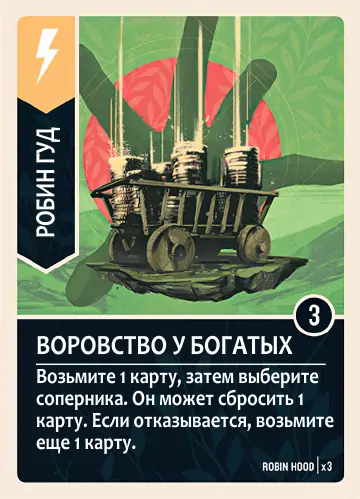 РОБИН ГУД
3
ВОРОВСТВО У БОГАТЫХ
Возьмите 1 карту, затем выберите
соперника. Он может сбросить 1
карту. Если отказывается, возьмите
еще 1 карту.
ROBIN HOOD | x3